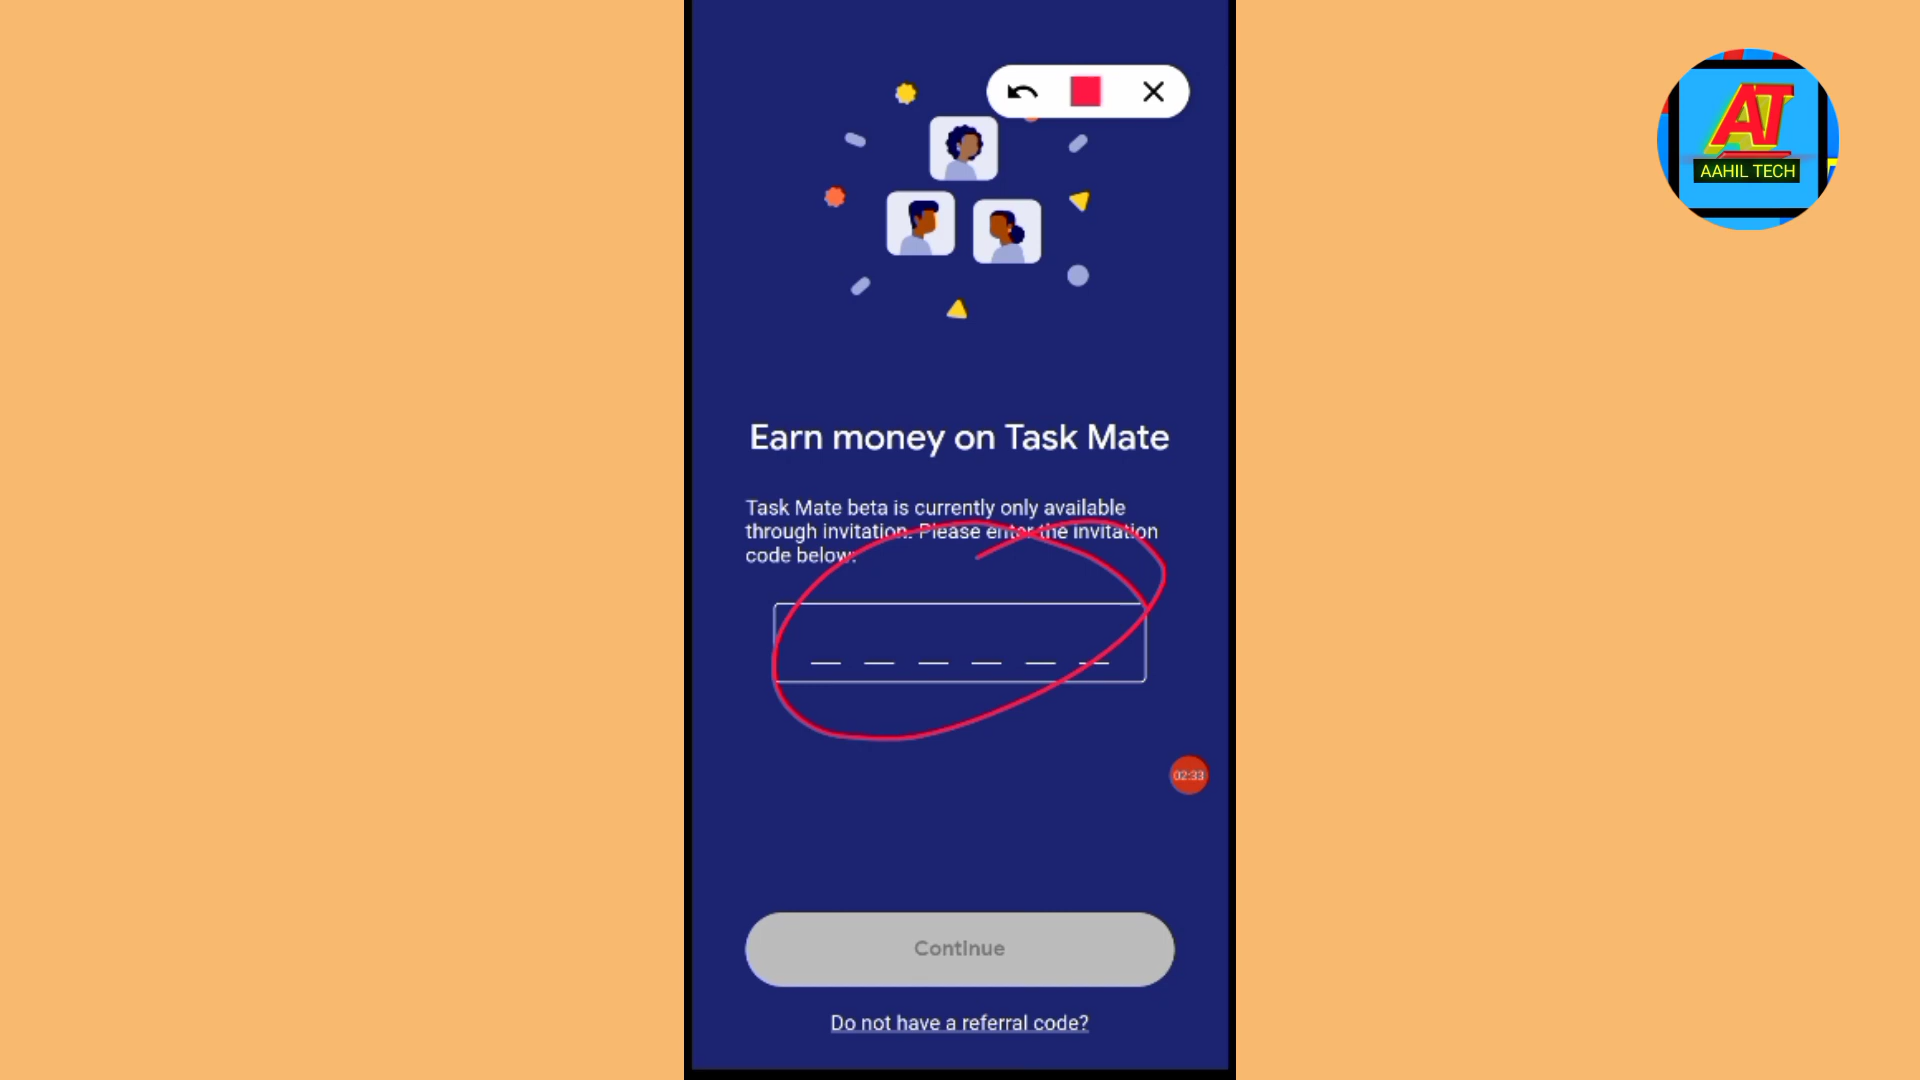 AT
AAHIL TECH
Earn money on Task Mate
Task Mate beta is currently only available
through invitation. Please enter the invitation
code below:
02:33
Continue
Do not have a referral code?